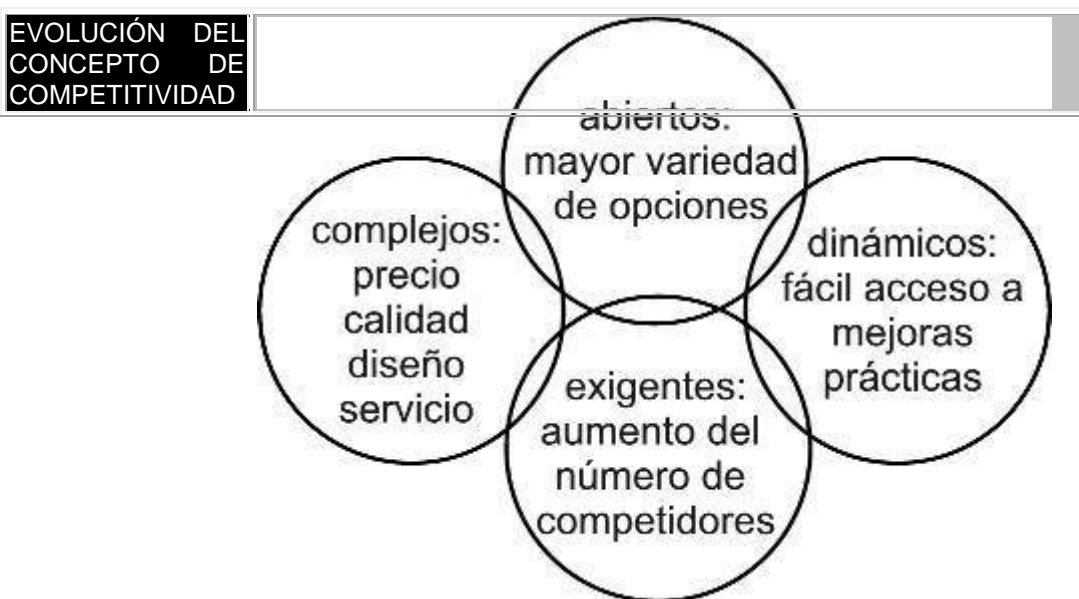 EVOLUCIÓN DEL
CONCEPTO DE
COMPETITIVIDAD
abiertos:
mayor variedad
de opciones
complejos:
precio
calidad
diseño
servicio
dinámicos:
fácil acceso a
mejoras
prácticas
exigentes:
aumento del
número de
competidores